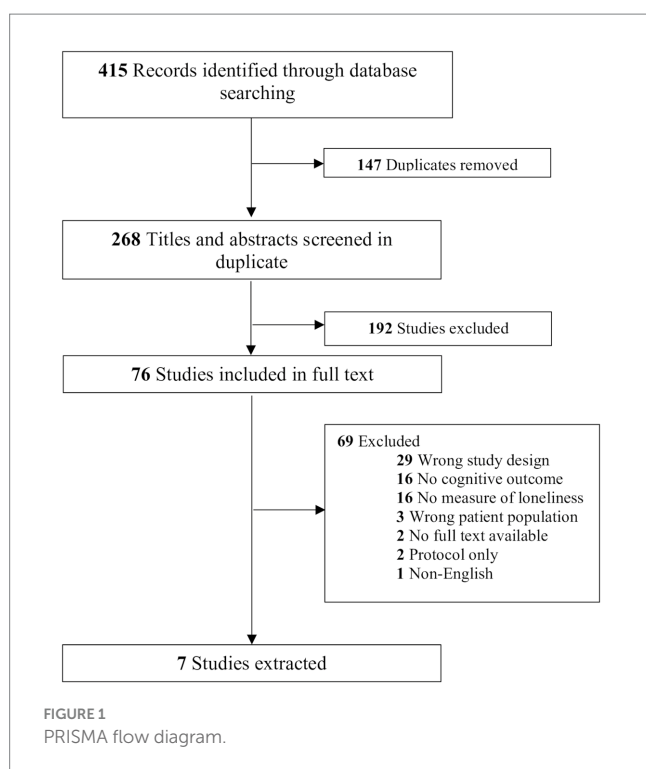 415 Records identified through database
searching
147 Duplicates removed
268 Titles and abstracts screened in
duplicate
192 Studies excluded
76 Studies included in full text
69 Excluded
29 Wrong study design
16 No cognitive outcome
16 No measure of loneliness
3 Wrong patient population
2 No full text available
2 Protocol only
1 Non-English
7 Studies extracted
FIGURE 1
PRISMA flow diagram.